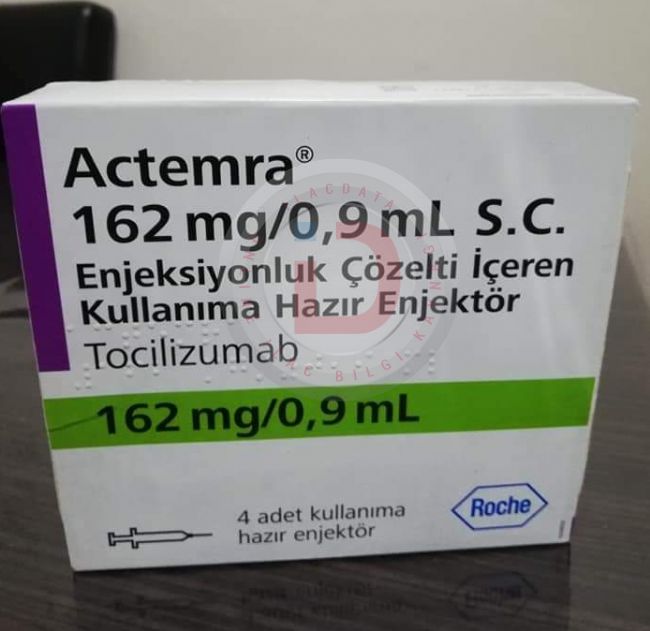 Actemra®
162 mg/0,9 mL S.C.
Enjeksiyonluk Çözelti İçeren
Kullanıma Hazır Enjektör
Tocilizumab
162 mg/0,9 mL
4 adet kullanıma
hazır enjektör
Roche